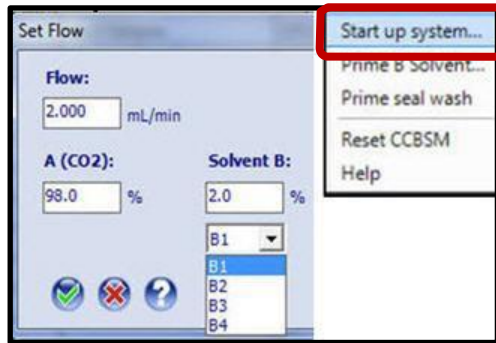 Set Flow
Flow:
2.000 mL/min
A (CO2): Solvent B:
98.0 % 2.0 %
B1
B1
B2
B3
B4
Start up system...
Prime B Solvent...
Prime seal wash
Reset CCBSM
Help